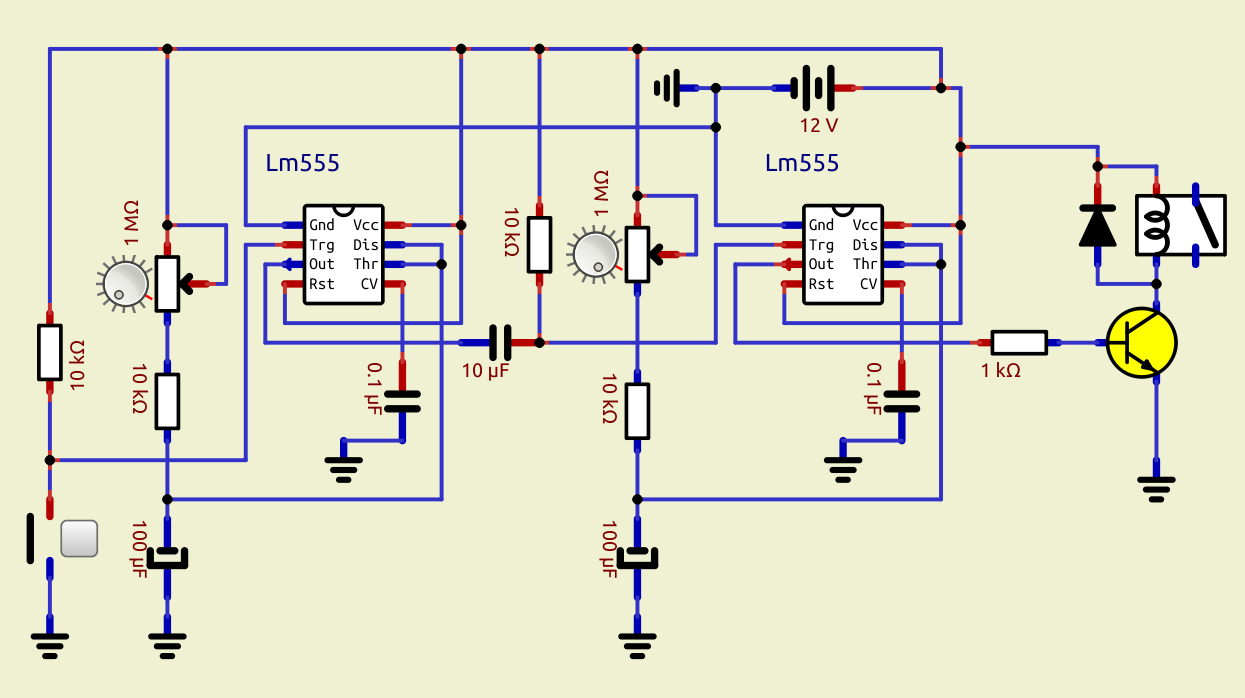 12 V
Lm555
Lm555
1 MΩ
1 MΩ
10 kΩ
Gnd Vcc
Trg Dis
Out Thr
Rst CV
Gnd Vcc
Trg Dis
Out Thr
Rst CV
10 kΩ
10 kΩ
0.1 µF
10 µF
10 kΩ
0.1 µF
1 kΩ
100 µF
100 µF